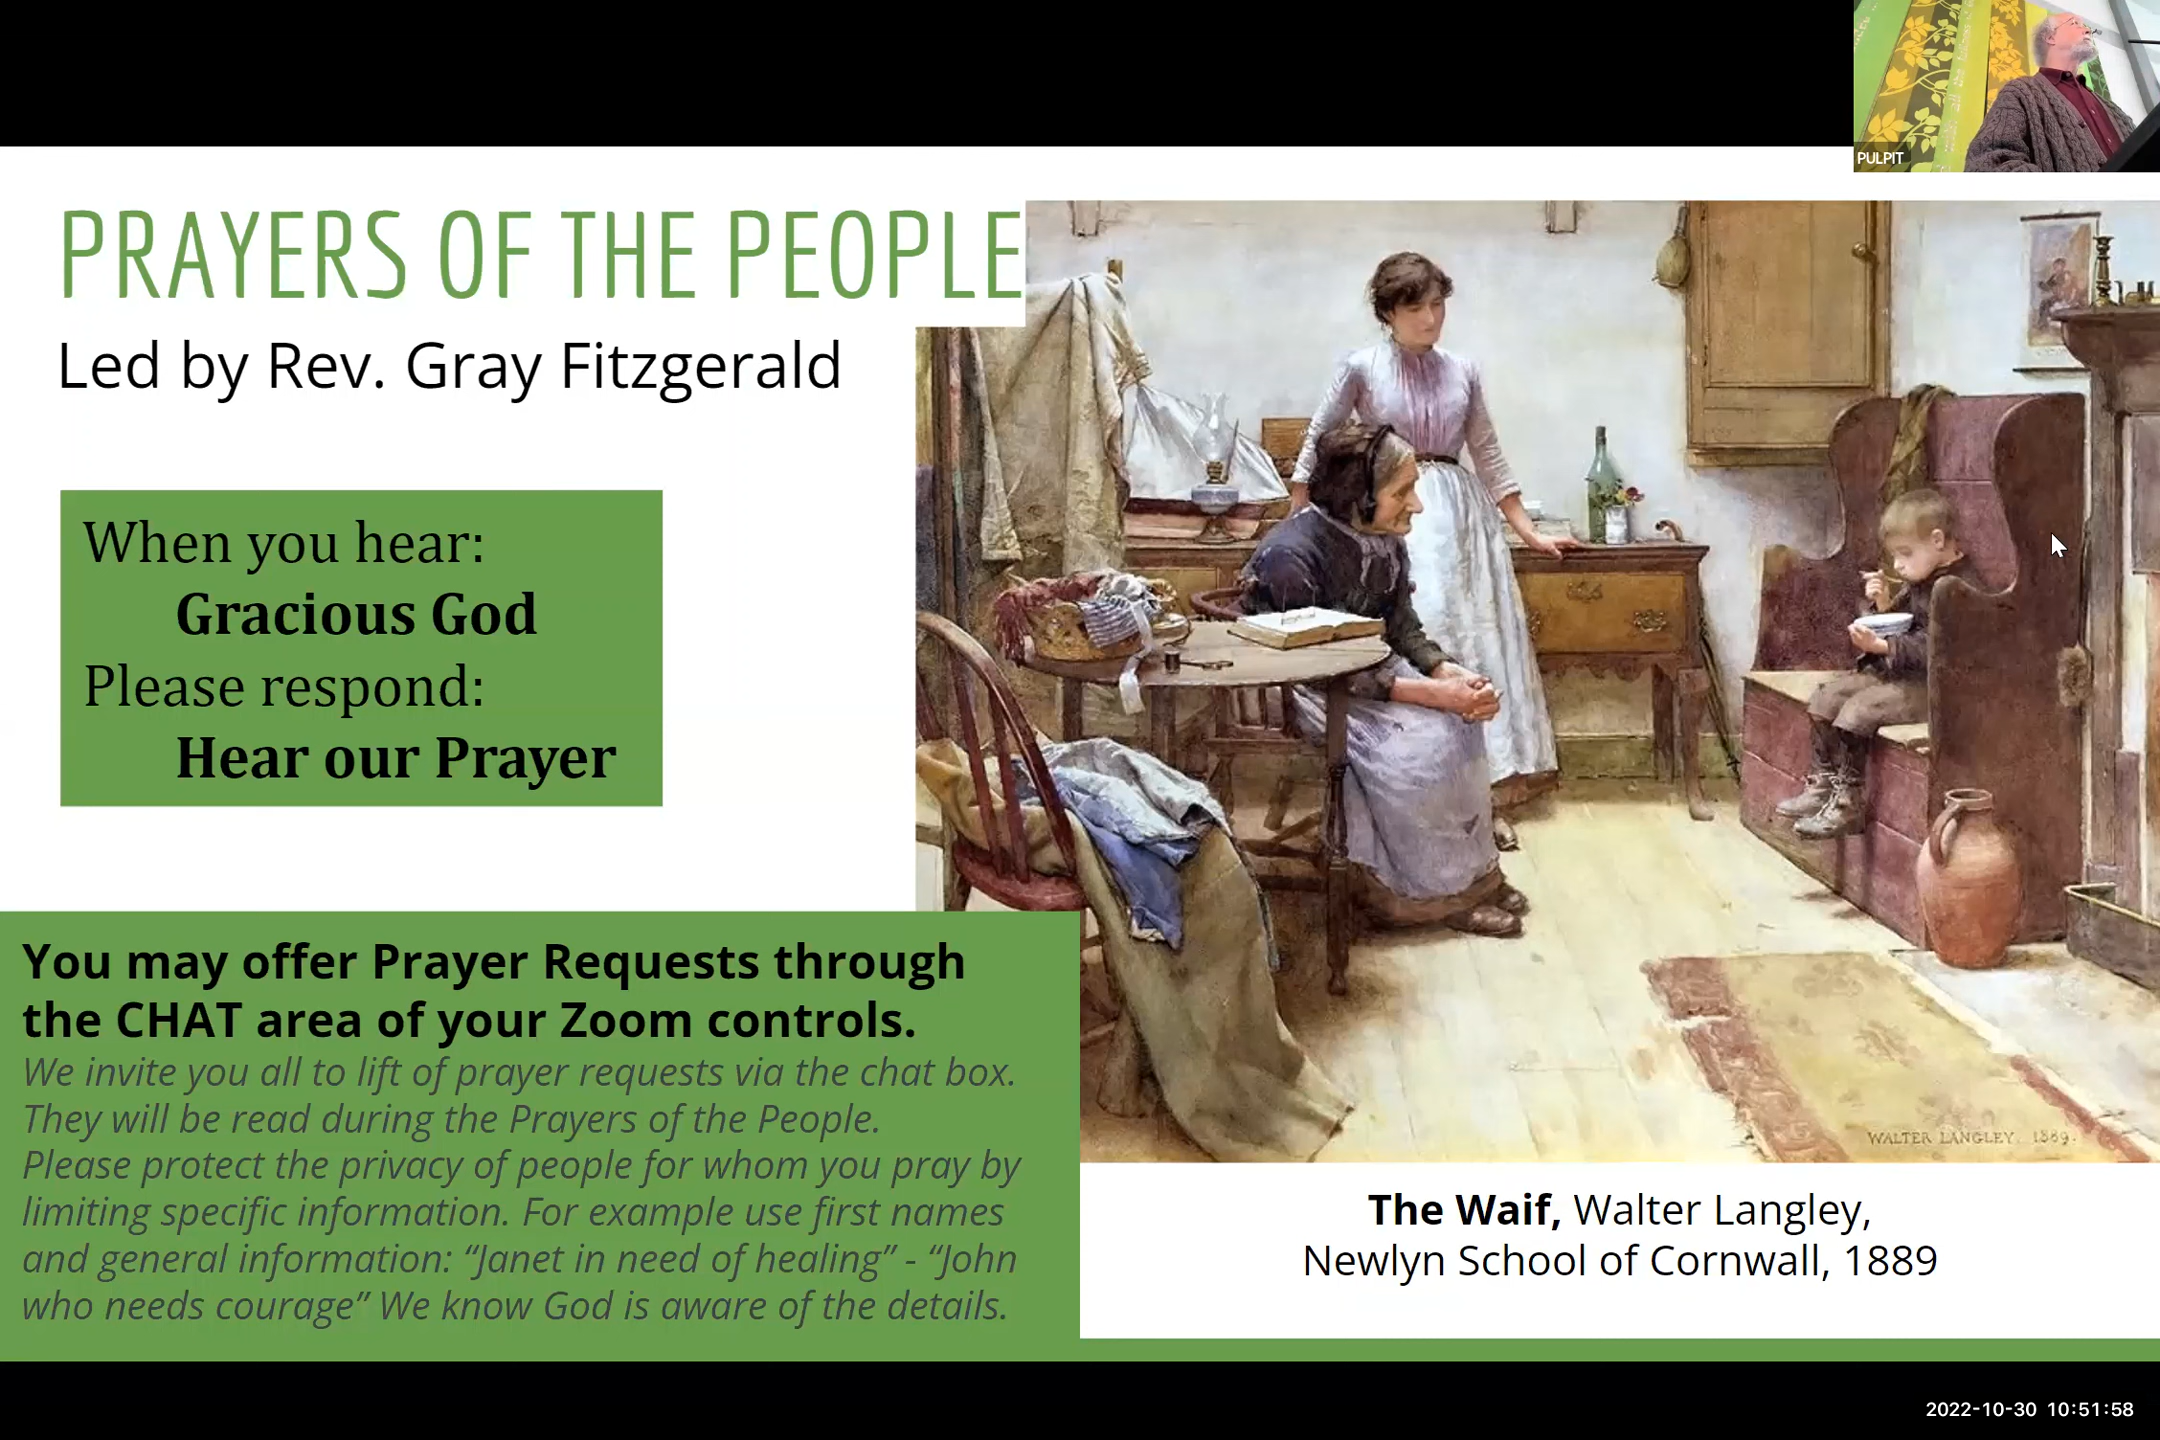 PULPIT
PRAYERS OF THE PEOPLE
Led by Rev. Gray Fitzgerald
When you hear:
Gracious God
Please respond:
Hear our Prayer
You may offer Prayer Requests through
the CHAT area of your Zoom controls.
We invite you all to lift of prayer requests via the chat box.
They will be read during the Prayers of the People.
Please protect the privacy of people for whom you pray by
limiting specific information. For example use first names
and general information: “Janet in need of healing” - “John
who needs courage” We know God is aware of the details.
WALTER LANGLEY. 1889.
The Waif, Walter Langley,
Newlyn School of Cornwall, 1889
2022-10-30 10:51:58